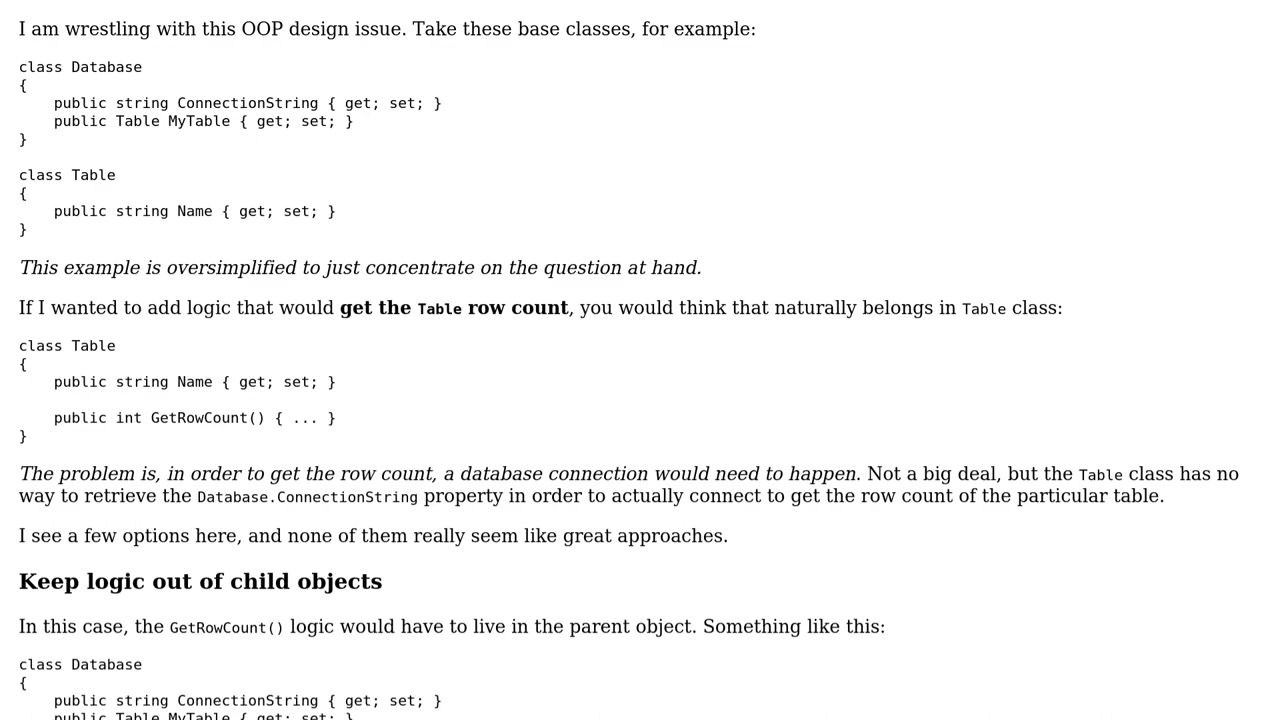 I am wrestling with this OOP design issue. Take these base classes, for example:
class Database
{
    public string ConnectionString { get; set; }
    public Table MyTable { get; set; }
}
class Table
{
    public string Name { get; set; }
}
This example is oversimplified to just concentrate on the question at hand.
If I wanted to add logic that would get the Table row count, you would think that naturally belongs in Table class:
class Table
{
    public string Name { get; set; }
    public int GetRowCount() { ... }
}
The problem is, in order to get the row count, a database connection would need to happen. Not a big deal, but the Table class has no
way to retrieve the Database.ConnectionString property in order to actually connect to get the row count of the particular table.
I see a few options here, and none of them really seem like great approaches.
Keep logic out of child objects
In this case, the GetRowCount() logic would have to live in the parent object. Something like this:
class Database
{
    public string ConnectionString { get; set; }
    public Table MyTable { get; set; }